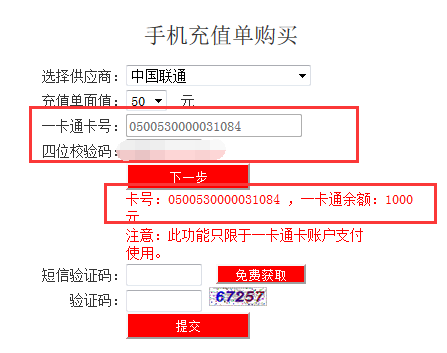 手机充值单购买
选择供应商：中国联通
充值单面值：50 元
一卡通卡号：0500530000031084
四位校验码：
下一步
卡号：0500530000031084 ，一卡通余额：1000
元
注意：此功能只限于一卡通卡账户支付
使用。
短信验证码： 免费获取
验证码： 67257
提交